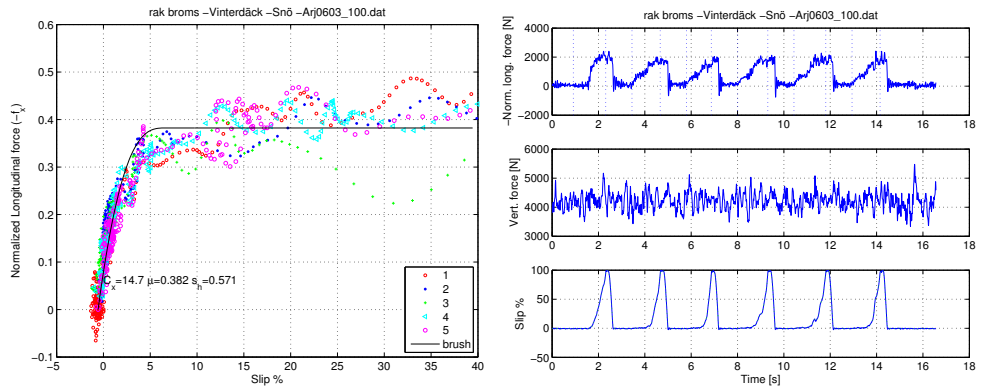 rak broms −Vinterdäck −Snö −Arj0603_100.dat
Normalized Longitudinal force (−f_x)
0.6
0.5
0.4
0.3
0.2
0.1
0
−0.1
C_x=14.7 μ=0.382 s_h=0.571
1
2
3
4
5
brush
−5 0 5 10 15 20 25 30 35 40
Slip %
rak broms −Vinterdäck −Snö −Arj0603_100.dat
−Norm. long. force [N]
4000
2000
0
−2000
0 2 4 6 8 10 12 14 16 18
Vert. force [N]
6000
5000
4000
3000
0 2 4 6 8 10 12 14 16 18
Slip %
100
50
0
−50
0 2 4 6 8 10 12 14 16 18
Time [s]